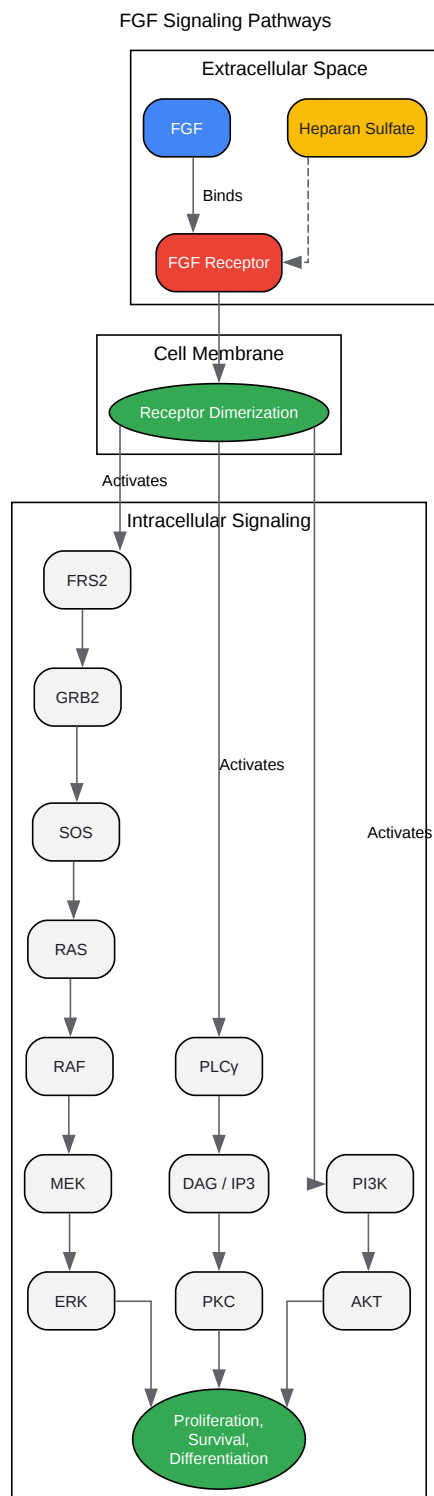 FGF Signaling Pathways
Extracellular Space
FGF
Heparan Sulfate
Binds
FGF Receptor
Cell Membrane
Receptor Dimerization
Activates
Intracellular Signaling
FRS2
GRB2
Activates
SOS
Activates
RAS
RAF
PLCγ
MEK
DAG / IP3
PI3K
ERK
PKC
AKT
Proliferation,
Survival,
Differentiation